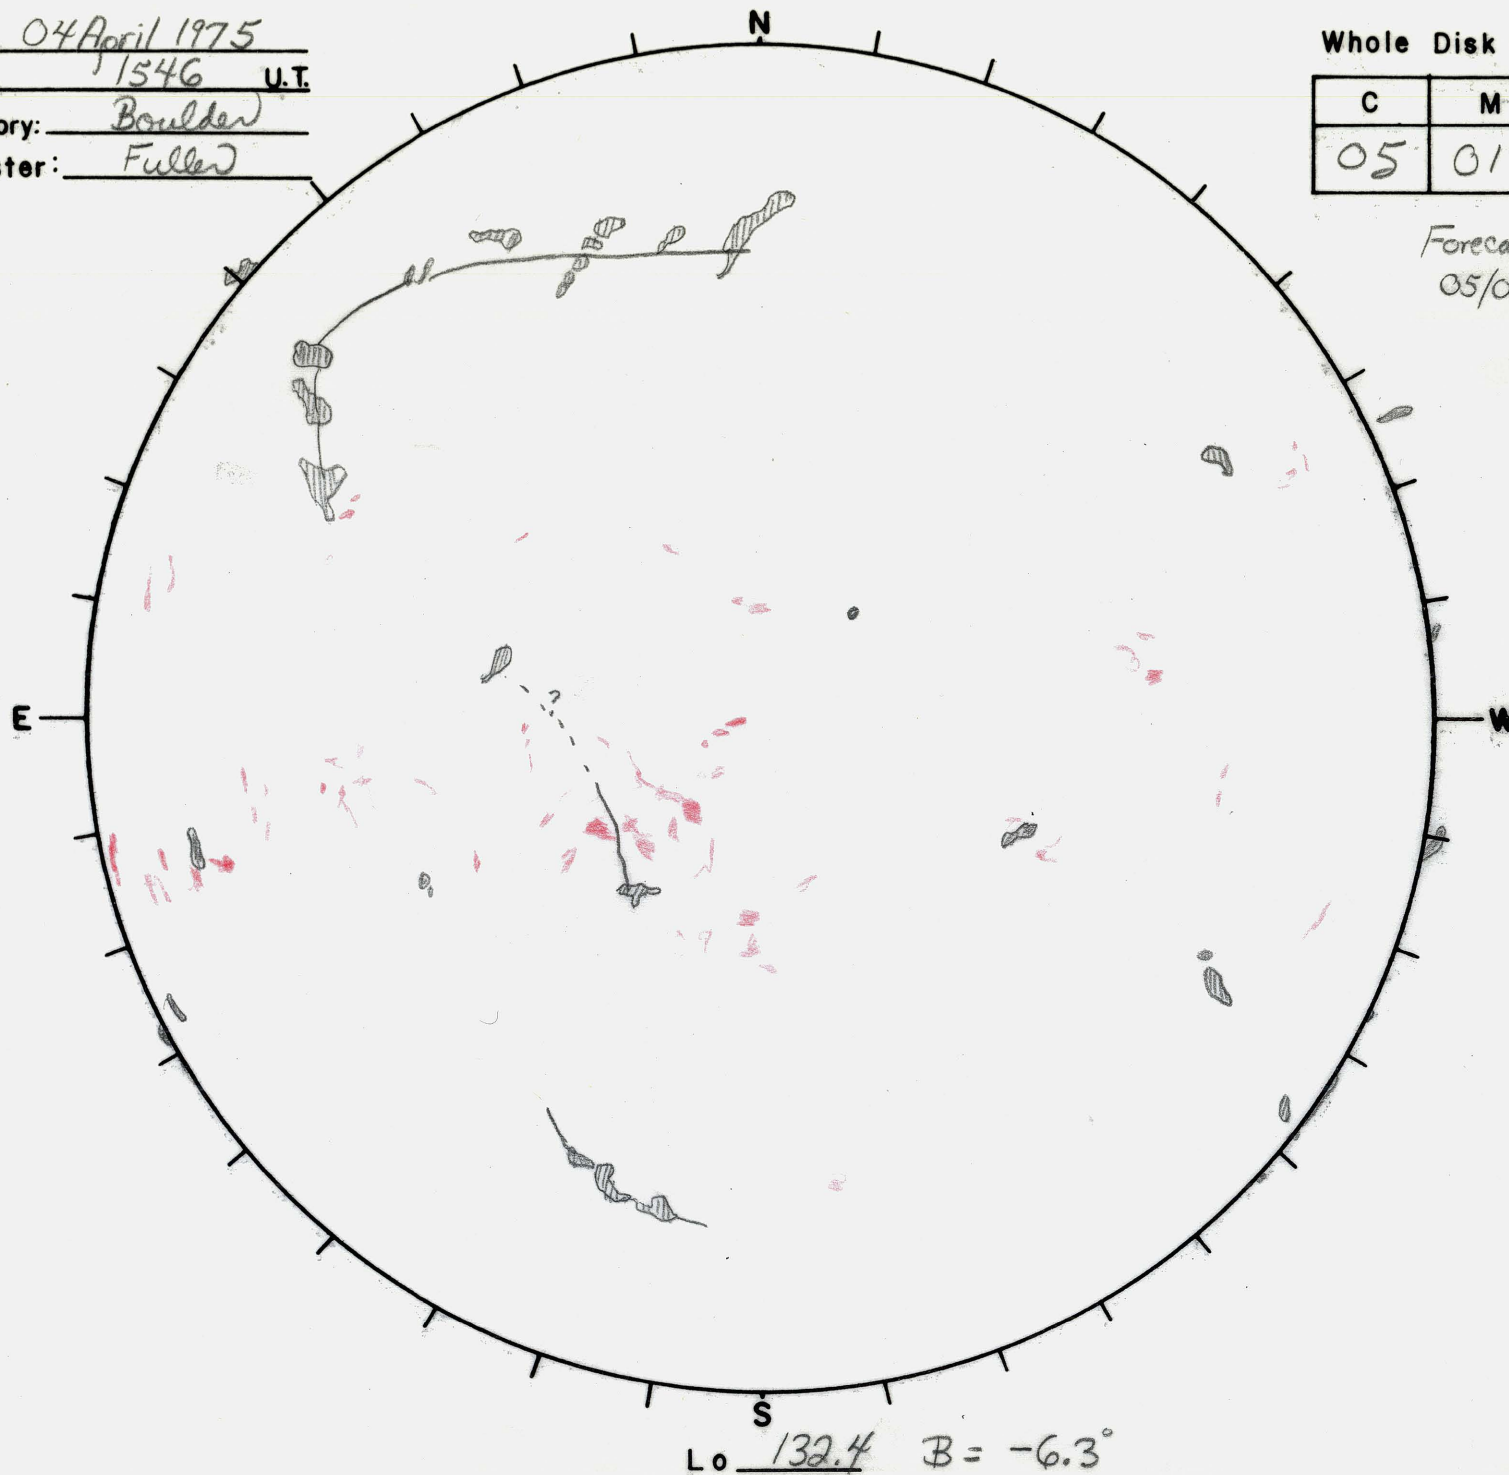 04 April 1975
1546 U.T.
ory: Boulder
ster: Fuller
N
Whole Disk
C M
05 01
Foreca
05/0
E
W
?
S
Lo 132.4 B = -6.3°